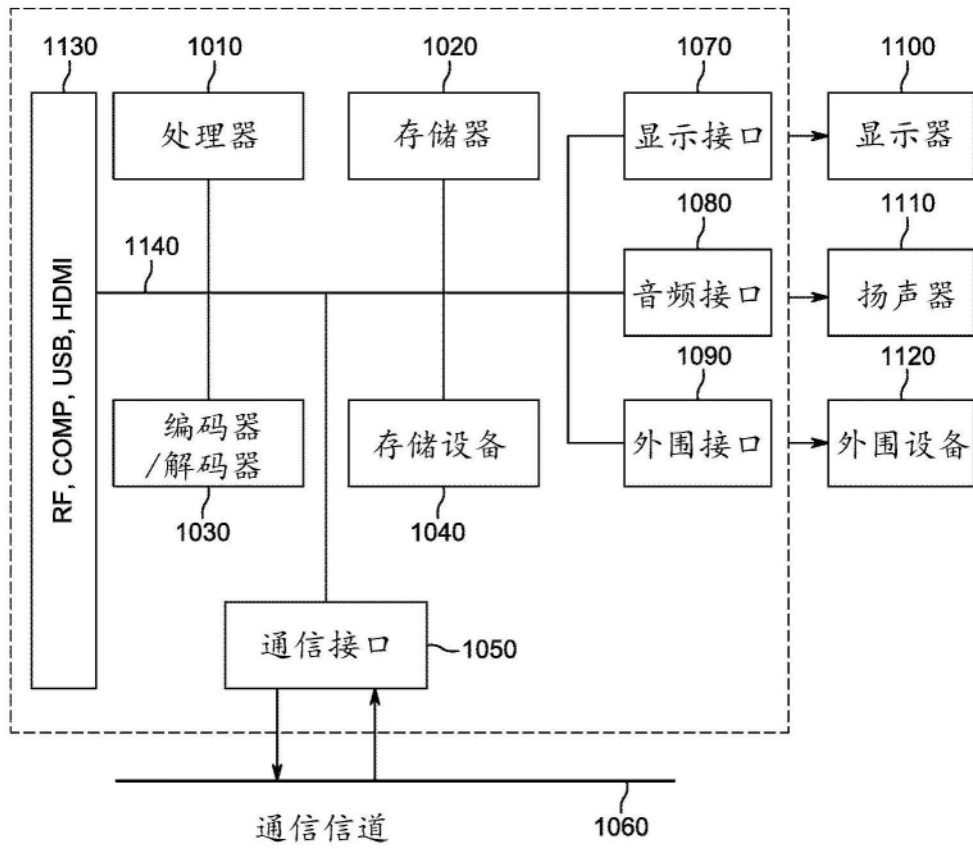 1130
1010
1020
1070
1100
处理器
存储器
显示接口
显示器
1140
1080
1110
音频接口
扬声器
RF, COMP, USB, HDMI
1090
1120
编码器
/解码器
存储设备
外围接口
外围设备
1030
1040
通信接口
1050
通信信道
1060